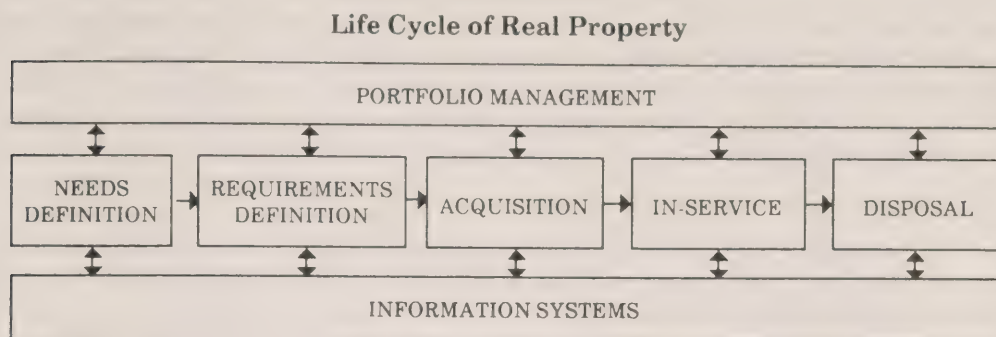 Life Cycle of Real Property
PORTFOLIO MANAGEMENT
NEEDS
DEFINITION
REQUIREMENTS
DEFINITION
ACQUISITION
IN-SERVICE
DISPOSAL
INFORMATION SYSTEMS